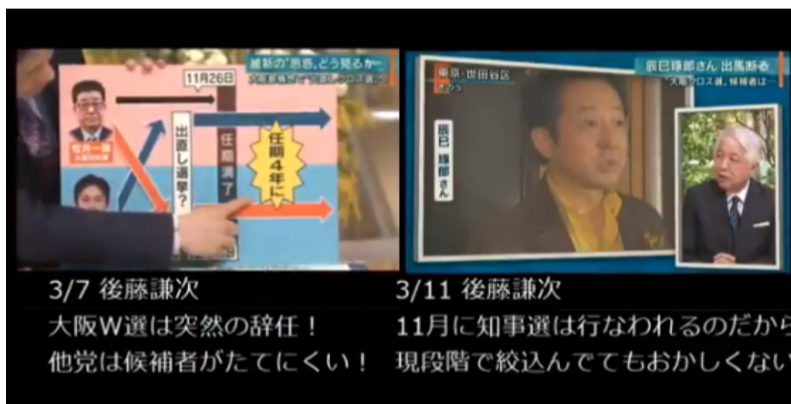 維新の"思惑"どう見るか…
11月26日
松井一郎
出直し選挙？
任期満了
任期4年に
辰巳琢郎さん 出馬断る
"大阪クロス選"候補者は…
東京・世田谷区
きのう
辰巳 琢郎さん
3/7 後藤謙次
大阪W選は突然の辞任！
他党は候補者がたてにくい！
3/11 後藤謙次
11月に知事選は行なわれるのだから
現段階で絞込んでてもおかしくない